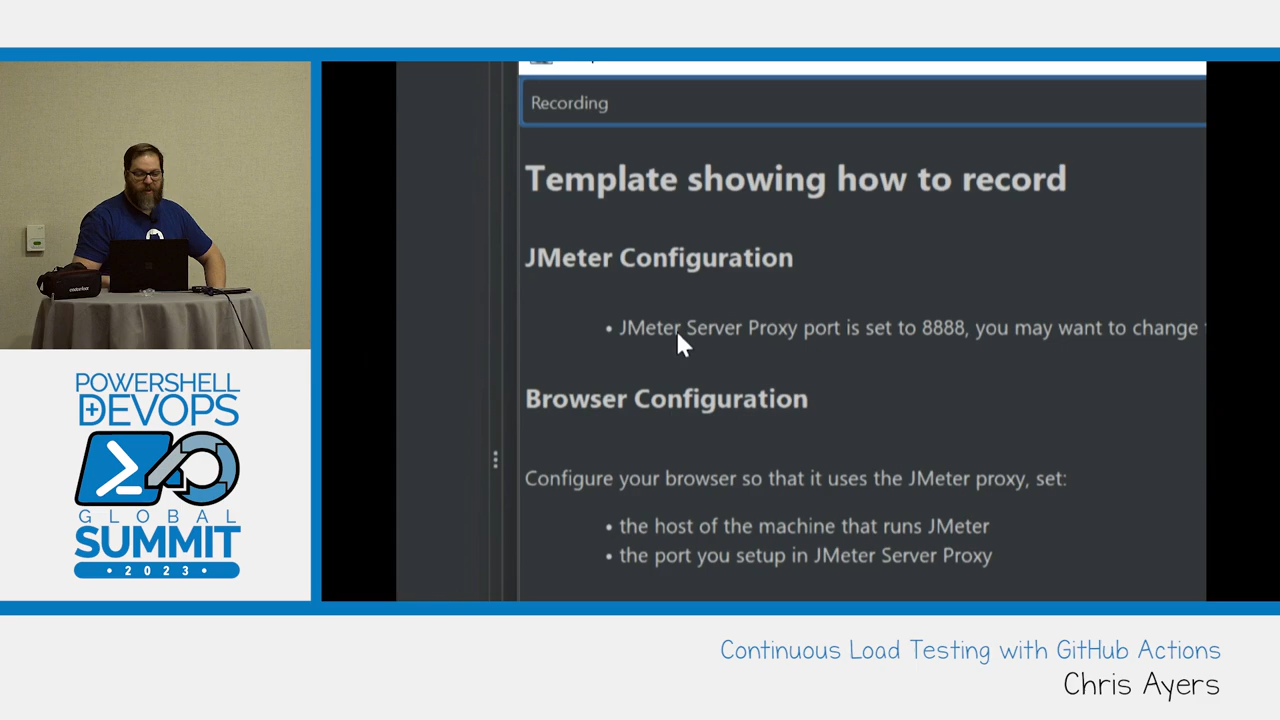 Recording
Template showing how to record
JMeter Configuration
• JMeter Server Proxy port is set to 8888, you may want to change
Browser Configuration
Configure your browser so that it uses the JMeter proxy, set:
• the host of the machine that runs JMeter
• the port you setup in JMeter Server Proxy
POWERSHELL
+DEVOPS
GLOBAL
SUMMIT
• 2023 •
Continuous Load Testing with GitHub Actions
Chris Ayers